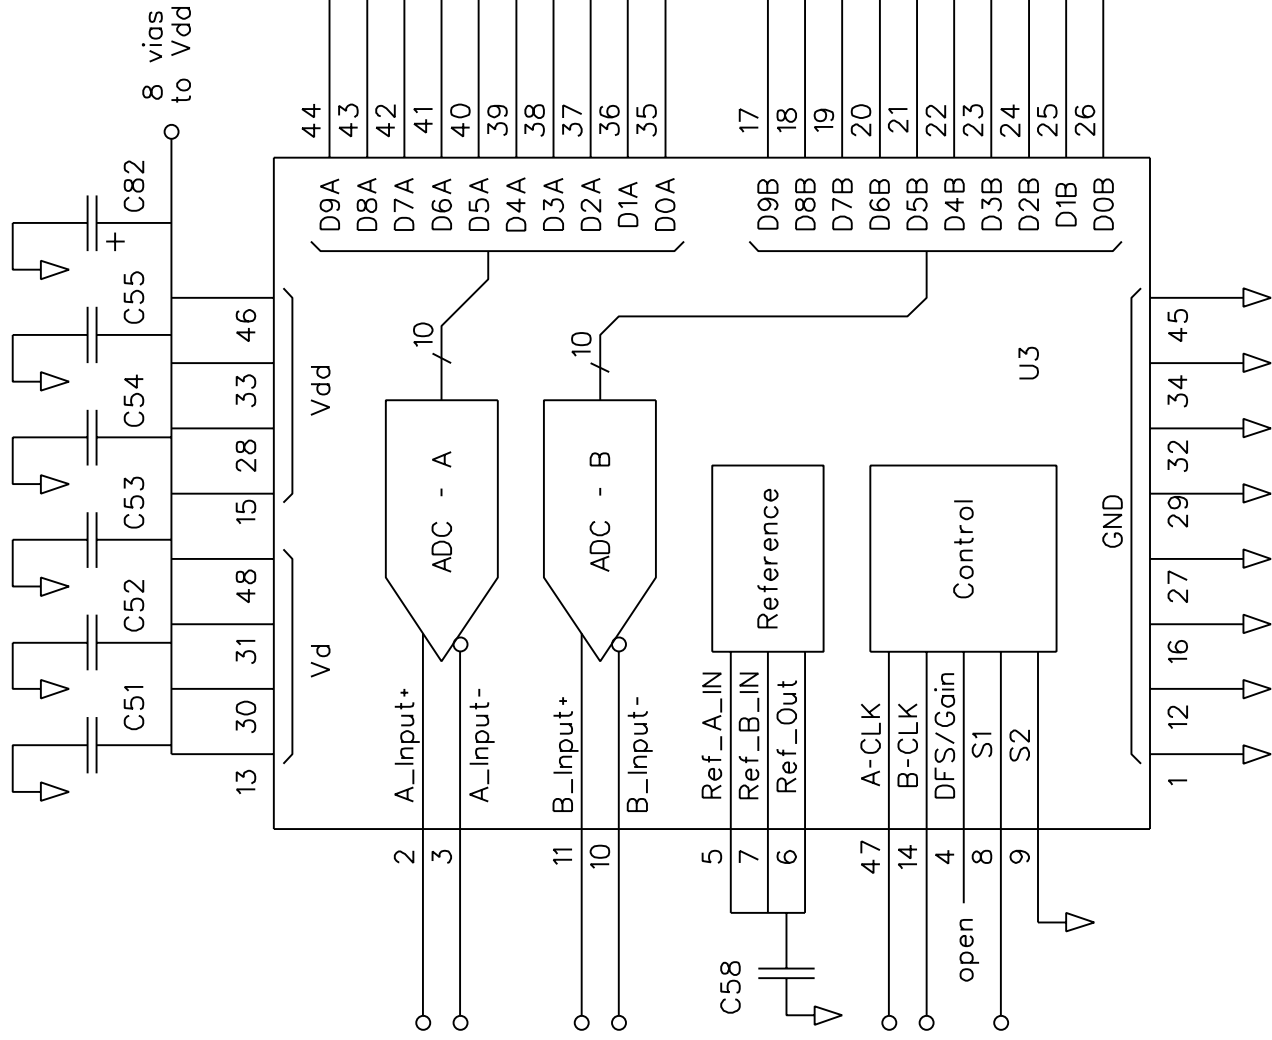 8 vias
to Vdd
C82
C55
C54
C53
C52
C51
+
46
33
28
15
48
31
30
13
Vdd
Vd
44
43
42
41
40
39
38
37
36
35
D9A
D8A
D7A
D6A
D5A
D4A
D3A
D2A
D1A
D0A
17
18
19
20
21
22
23
24
25
26
D9B
D8B
D7B
D6B
D5B
D4B
D3B
D2B
D1B
D0B
10
10
ADC - A
ADC - B
Reference
Control
U3
GND
A_Input+
A_Input-
B_Input+
B_Input-
Ref_A_IN
Ref_B_IN
Ref_Out
A-CLK
B-CLK
DFS/Gain
S1
S2
2
3
11
10
5
7
6
47
14
4
8
9
45
34
32
29
27
16
12
1
C58
open